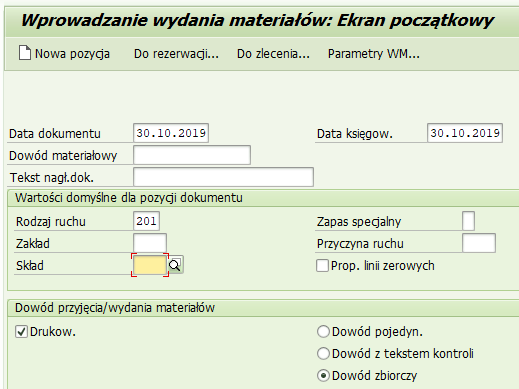 Wprowadzanie wydania materiałów: Ekran początkowy
Nowa pozycja Do rezerwacji... Do zlecenia... Parametry WM...
Data dokumentu 30.10.2019 Data księgow. 30.10.2019
Dowód materiałowy
Tekst nagł.dok.
Wartości domyślne dla pozycji dokumentu
Rodzaj ruchu 201 Zapas specjalny
Zakład Przyczyna ruchu
Skład Prop. linii zerowych
Dowód przyjęcia/wydania materiałów
Drukow. Dowód pojedyn.
Dowód z tekstem kontroli
Dowód zbiorczy